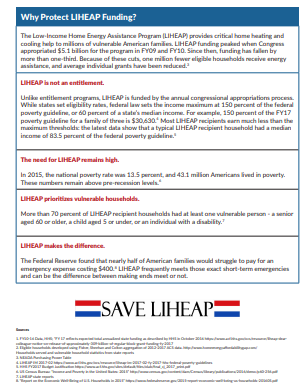 Why Protect LIHEAP Funding?
The Low-Income Home Energy Assistance Program (LIHEAP) provides critical home heating and
cooling help to millions of vulnerable American families. LIHEAP funding peaked when Congress
appropriated $5.1 billion for the program in FY09 and FY10. Since then, funding has fallen by
more than one-third. Because of these cuts, one million fewer eligible households receive energy
assistance, and average individual grants have been reduced.
LIHEAP is not an entitlement.
Unlike entitlement programs, LIHEAP is funded by the annual congressional appropriations process.
While states set eligibility rates, federal law sets the income maximum at 150 percent of the federal
poverty guideline, or 60 percent of a state's median income. For example, 150 percent of the FY17
poverty guideline for a family of three is $30,630. Most LIHEAP recipients earn much less than the
maximum thresholds: the latest data show that a typical LIHEAP recipient household had a median
income of 83.5 percent of the federal poverty guideline.
The need for LIHEAP remains high.
In 2015, the national poverty rate was 13.5 percent, and 43.1 million Americans lived in poverty.
These numbers remain above pre-recession levels.
LIHEAP prioritizes vulnerable households.
More than 70 percent of LIHEAP recipient households had at least one vulnerable person – a senior
aged 60 or older, a child aged 5 or under, or an individual with a disability.
LIHEAP makes the difference.
The Federal Reserve found that nearly half of American families would struggle to pay for an
emergency expense costing $400. LIHEAP frequently meets those exact short-term emergencies
and can be the difference between making ends meet or not.
SAVE LIHEAP
Sources